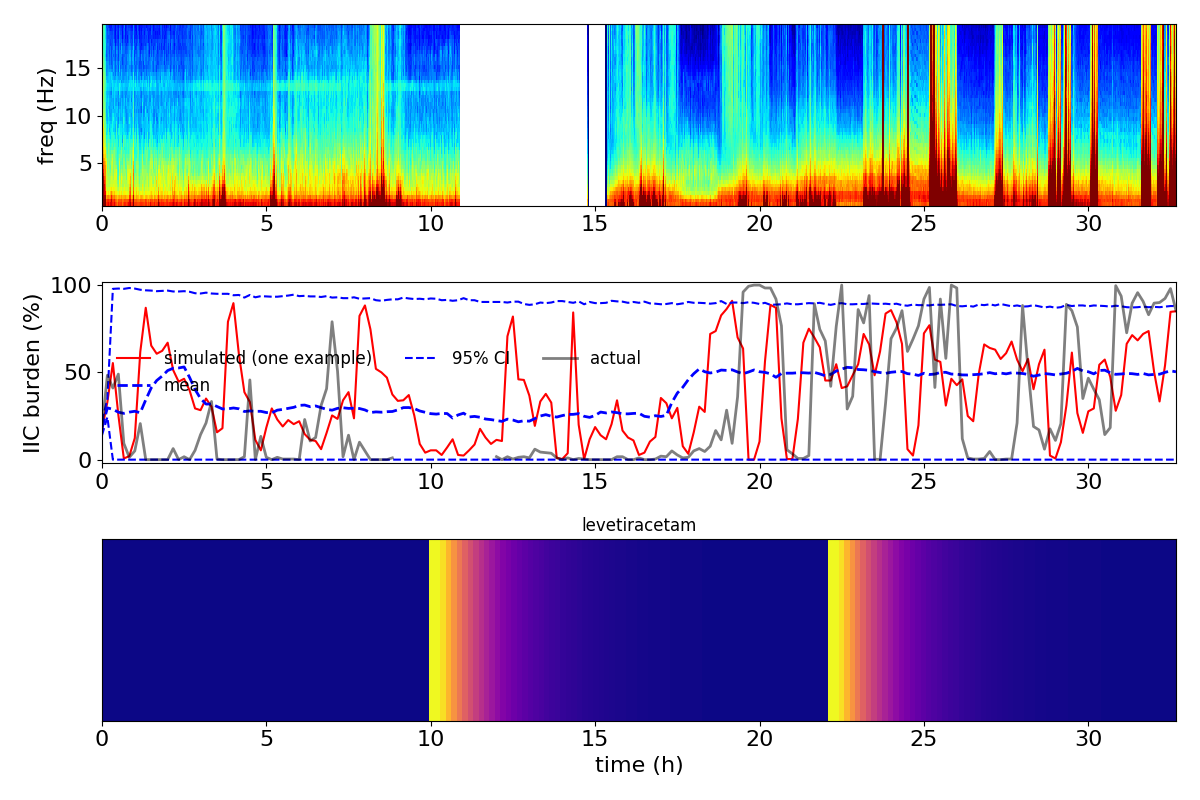 freq (Hz)
15
10
5
0 5 10 15 20 25 30
IIC burden (%)
100
50
0
simulated (one example) 95% CI actual
mean
0 5 10 15 20 25 30
levetiracetam
0 5 10 15 20 25 30
time (h)